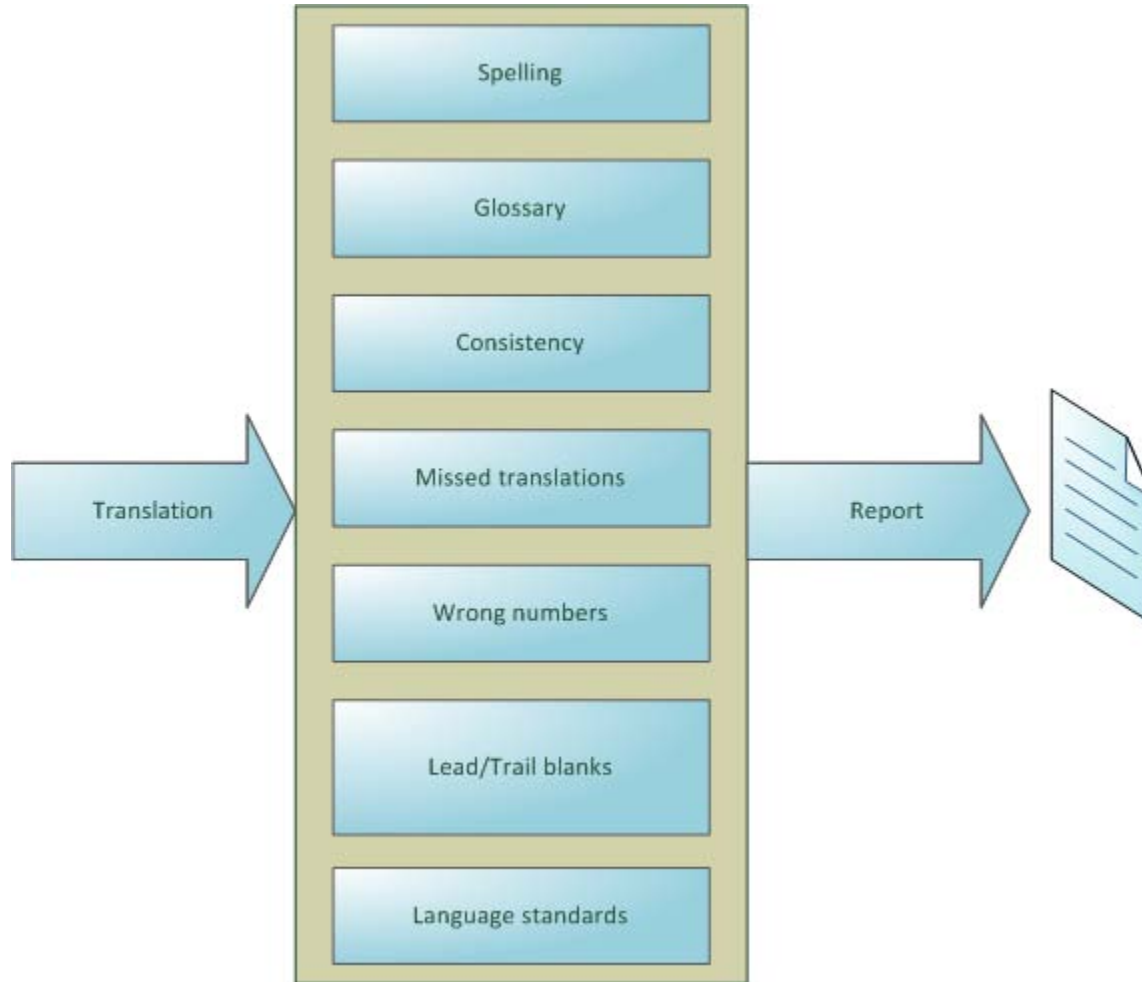 Spelling
Glossary
Consistency
Missed translations
Translation
Report
Wrong numbers
Lead/Trail blanks
Language standards